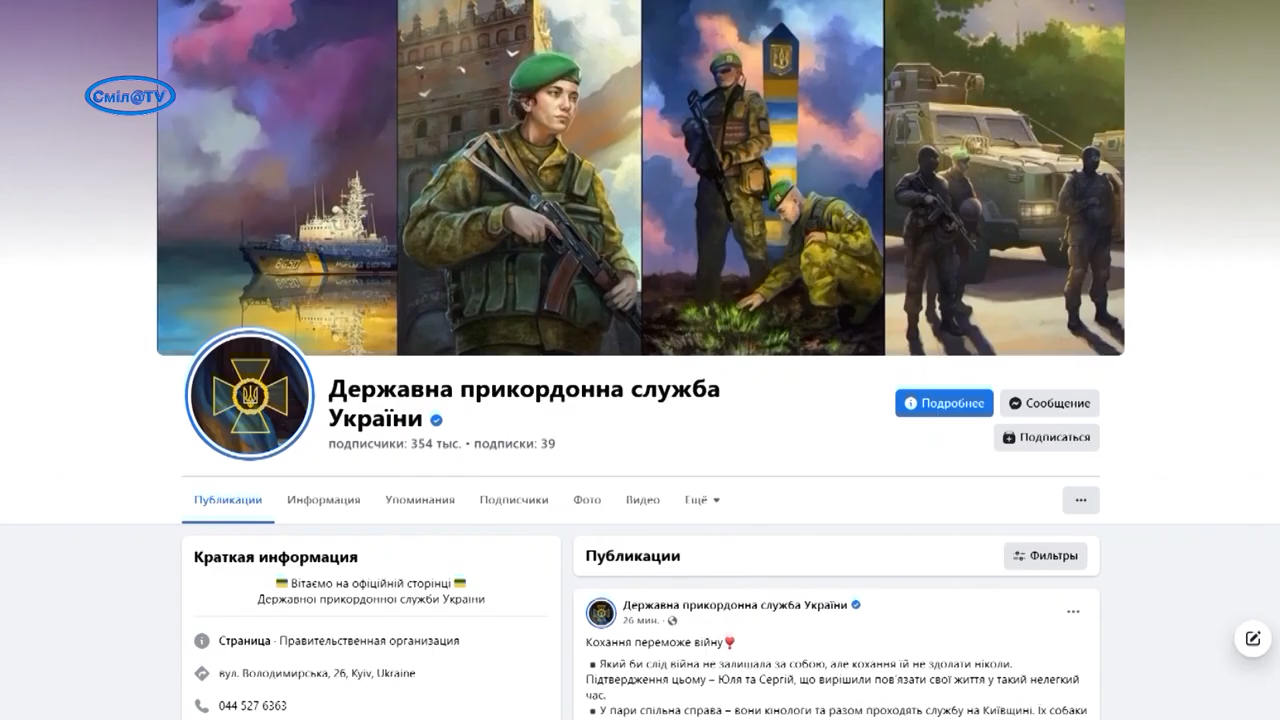 Сміл@TV
Державна прикордонна служба
України
подписчики: 354 тыс. • подписки: 39
Подробнее
Сообщение
Подписаться
Публикации
Информация
Упоминания
Подписчики
Фото
Видео
Ещё
Краткая информация
Вітаємо на офіційній сторінці
Державної прикордонної служби України
Страница · Правительственная организация
вул. Володимирська, 26, Kyiv, Ukraine
044 527 6363
Публикации
Фильтры
Державна прикордонна служба України
26 мин. ·
Кохання переможе війну
▪ Який би слід війна не залишала за собою, але кохання їй не здолати ніколи.
Підтвердження цьому – Юля та Сергій, що вирішили пов'язати свої життя у такий нелегкий
час.
▪ У пари спільна справа – вони кінологи та разом проходять службу на Київщині. Їх собаки